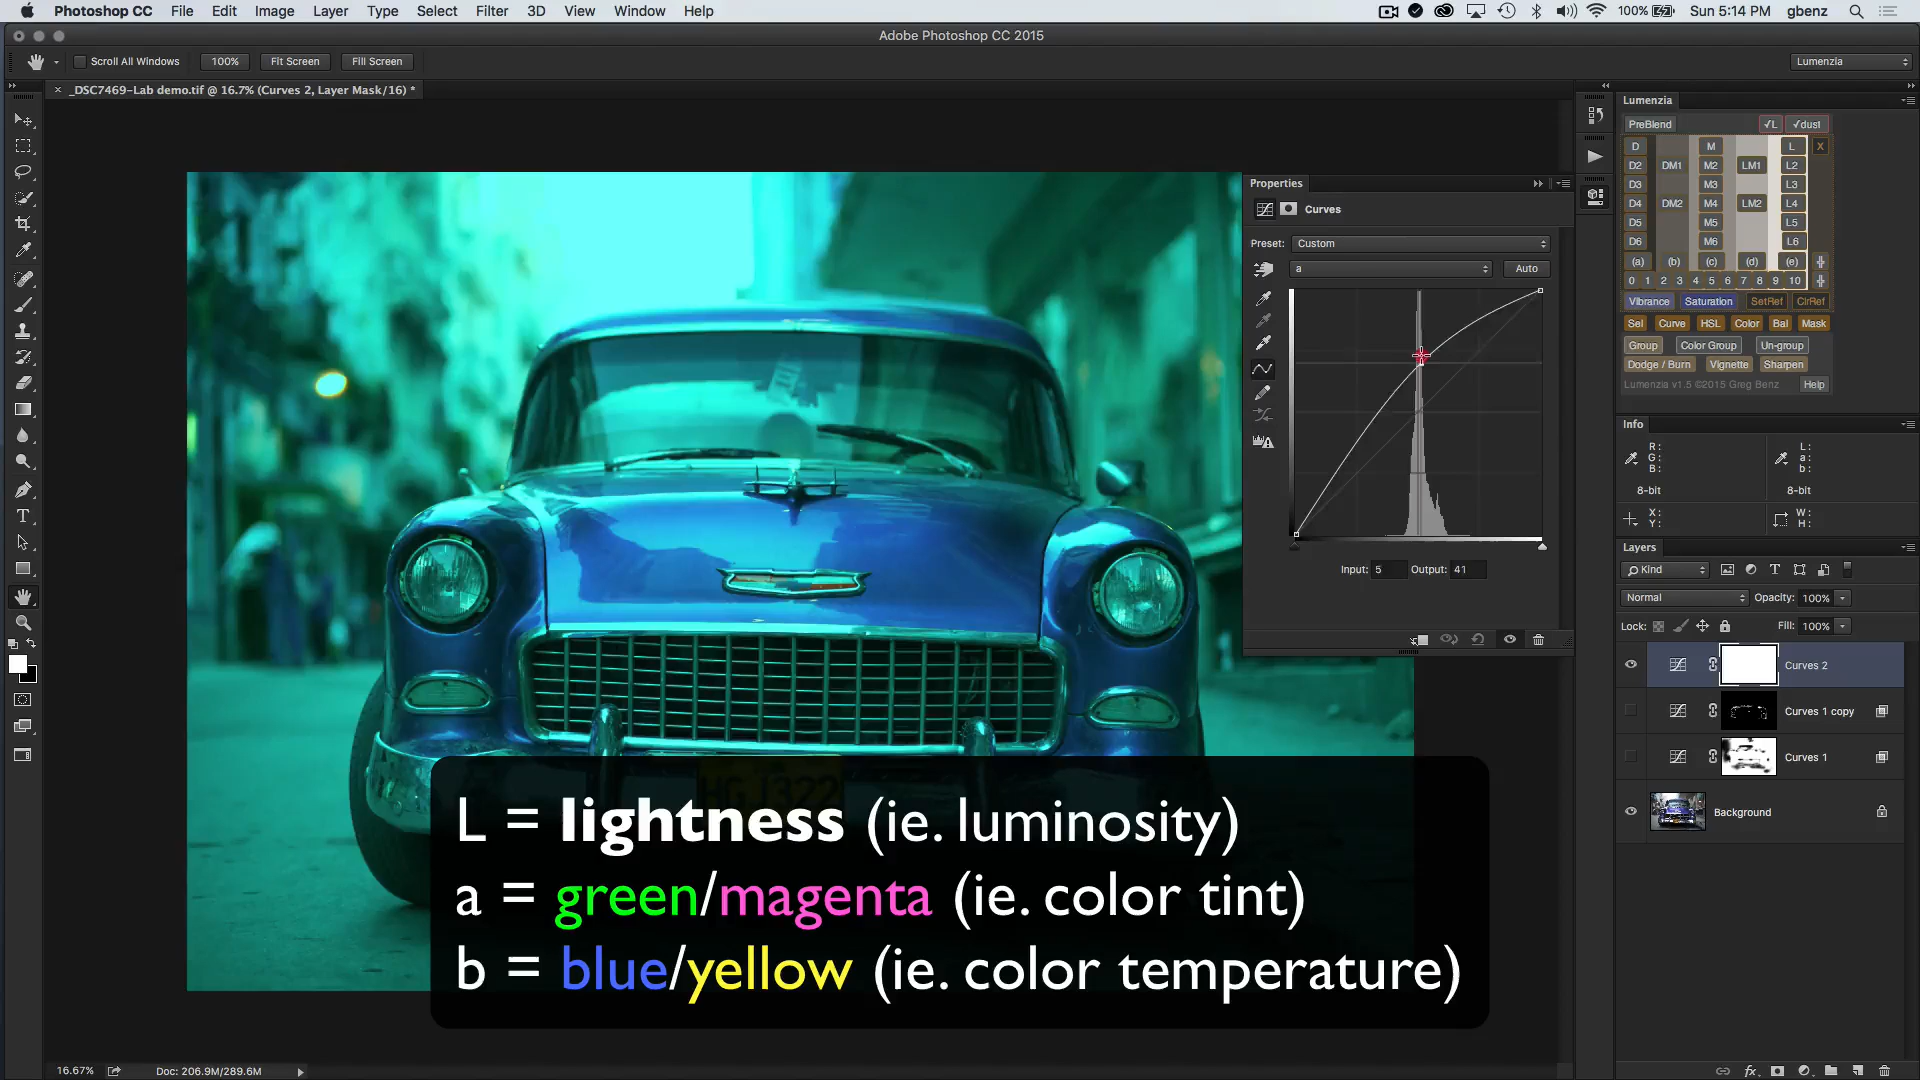 Photoshop CC File Edit Image Layer Type Select Filter 3D View Window Help 100% Sun 5:14 PM gbenz
Adobe Photoshop CC 2015
Scroll All Windows 100% Fit Screen Fill Screen Lumenzia
× _DSC7469-Lab demo.tif @ 16.7% (Curves 2, Layer Mask/16) *
Lumenzia
PreBlend √L √dust
D M L X
D2 DM1 M2 LM1 L2
D3 M3 L3
D4 DM2 M4 LM2 L4
D5 M5 L5
D6 M6 L6
(a) (b) (c) (d) (e)
0 1 2 3 4 5 6 7 8 9 10
Vibrance Saturation SetRef ClrRef
Sel Curve HSL Color Bal Mask
Group Color Group Un-group
Dodge / Burn Vignette Sharpen
Lumenzia v1.5 ©2015 Greg Benz Help
Properties
Curves
Preset: Custom
a Auto
Input: 5 Output: 41
Info
R: L:
G: a:
B: b:
8-bit 8-bit
X: W:
Y: H:
Layers
Kind
Normal Opacity: 100%
Lock: Fill: 100%
Curves 2
Curves 1 copy
Curves 1
Background
L = lightness (ie. luminosity)
a = green/magenta (ie. color tint)
b = blue/yellow (ie. color temperature)
16.67% Doc: 206.9M/289.6M